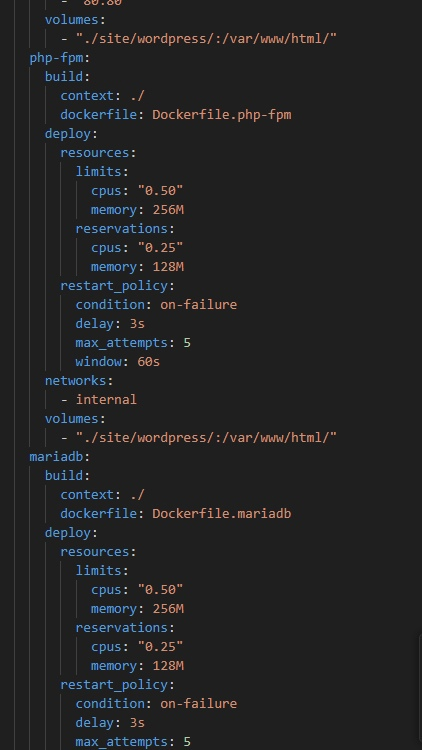 - "80:80"
volumes:
- "./site/wordpress/:/var/www/html/"
php-fpm:
build:
context: ./
dockerfile: Dockerfile.php-fpm
deploy:
resources:
limits:
cpus: "0.50"
memory: 256M
reservations:
cpus: "0.25"
memory: 128M
restart_policy:
condition: on-failure
delay: 3s
max_attempts: 5
window: 60s
networks:
- internal
volumes:
- "./site/wordpress/:/var/www/html/"
mariadb:
build:
context: ./
dockerfile: Dockerfile.mariadb
deploy:
resources:
limits:
cpus: "0.50"
memory: 256M
reservations:
cpus: "0.25"
memory: 128M
restart_policy:
condition: on-failure
delay: 3s
max_attempts: 5